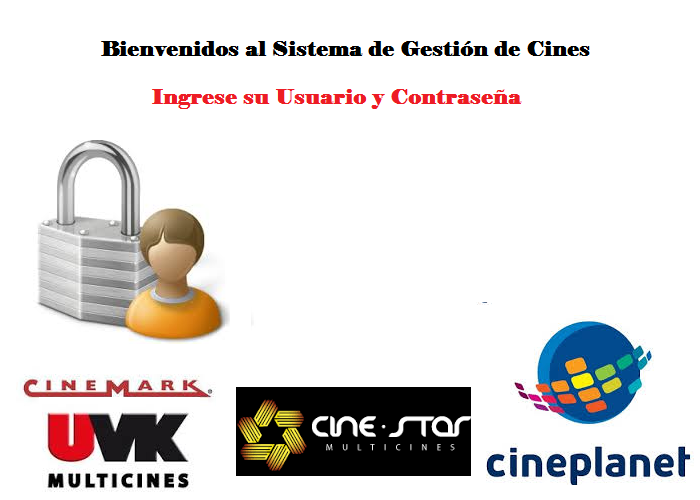 Bienvenidos al Sistema de Gestión de Cines
Ingrese su Usuario y Contraseña
CINEMARK®
UVK
MULTICINES
CINE·STAR
MULTICINES
cineplanet